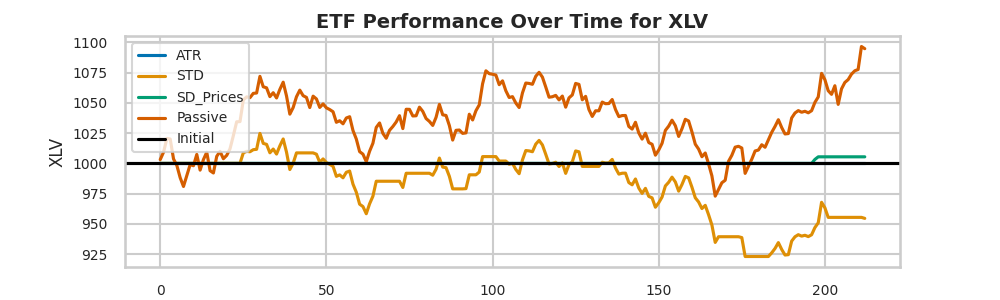 ETF Performance Over Time for XLV
1100
1075
1050
1025
1000
975
950
925
XLV
ATR
STD
SD_Prices
Passive
Initial
0
50
100
150
200